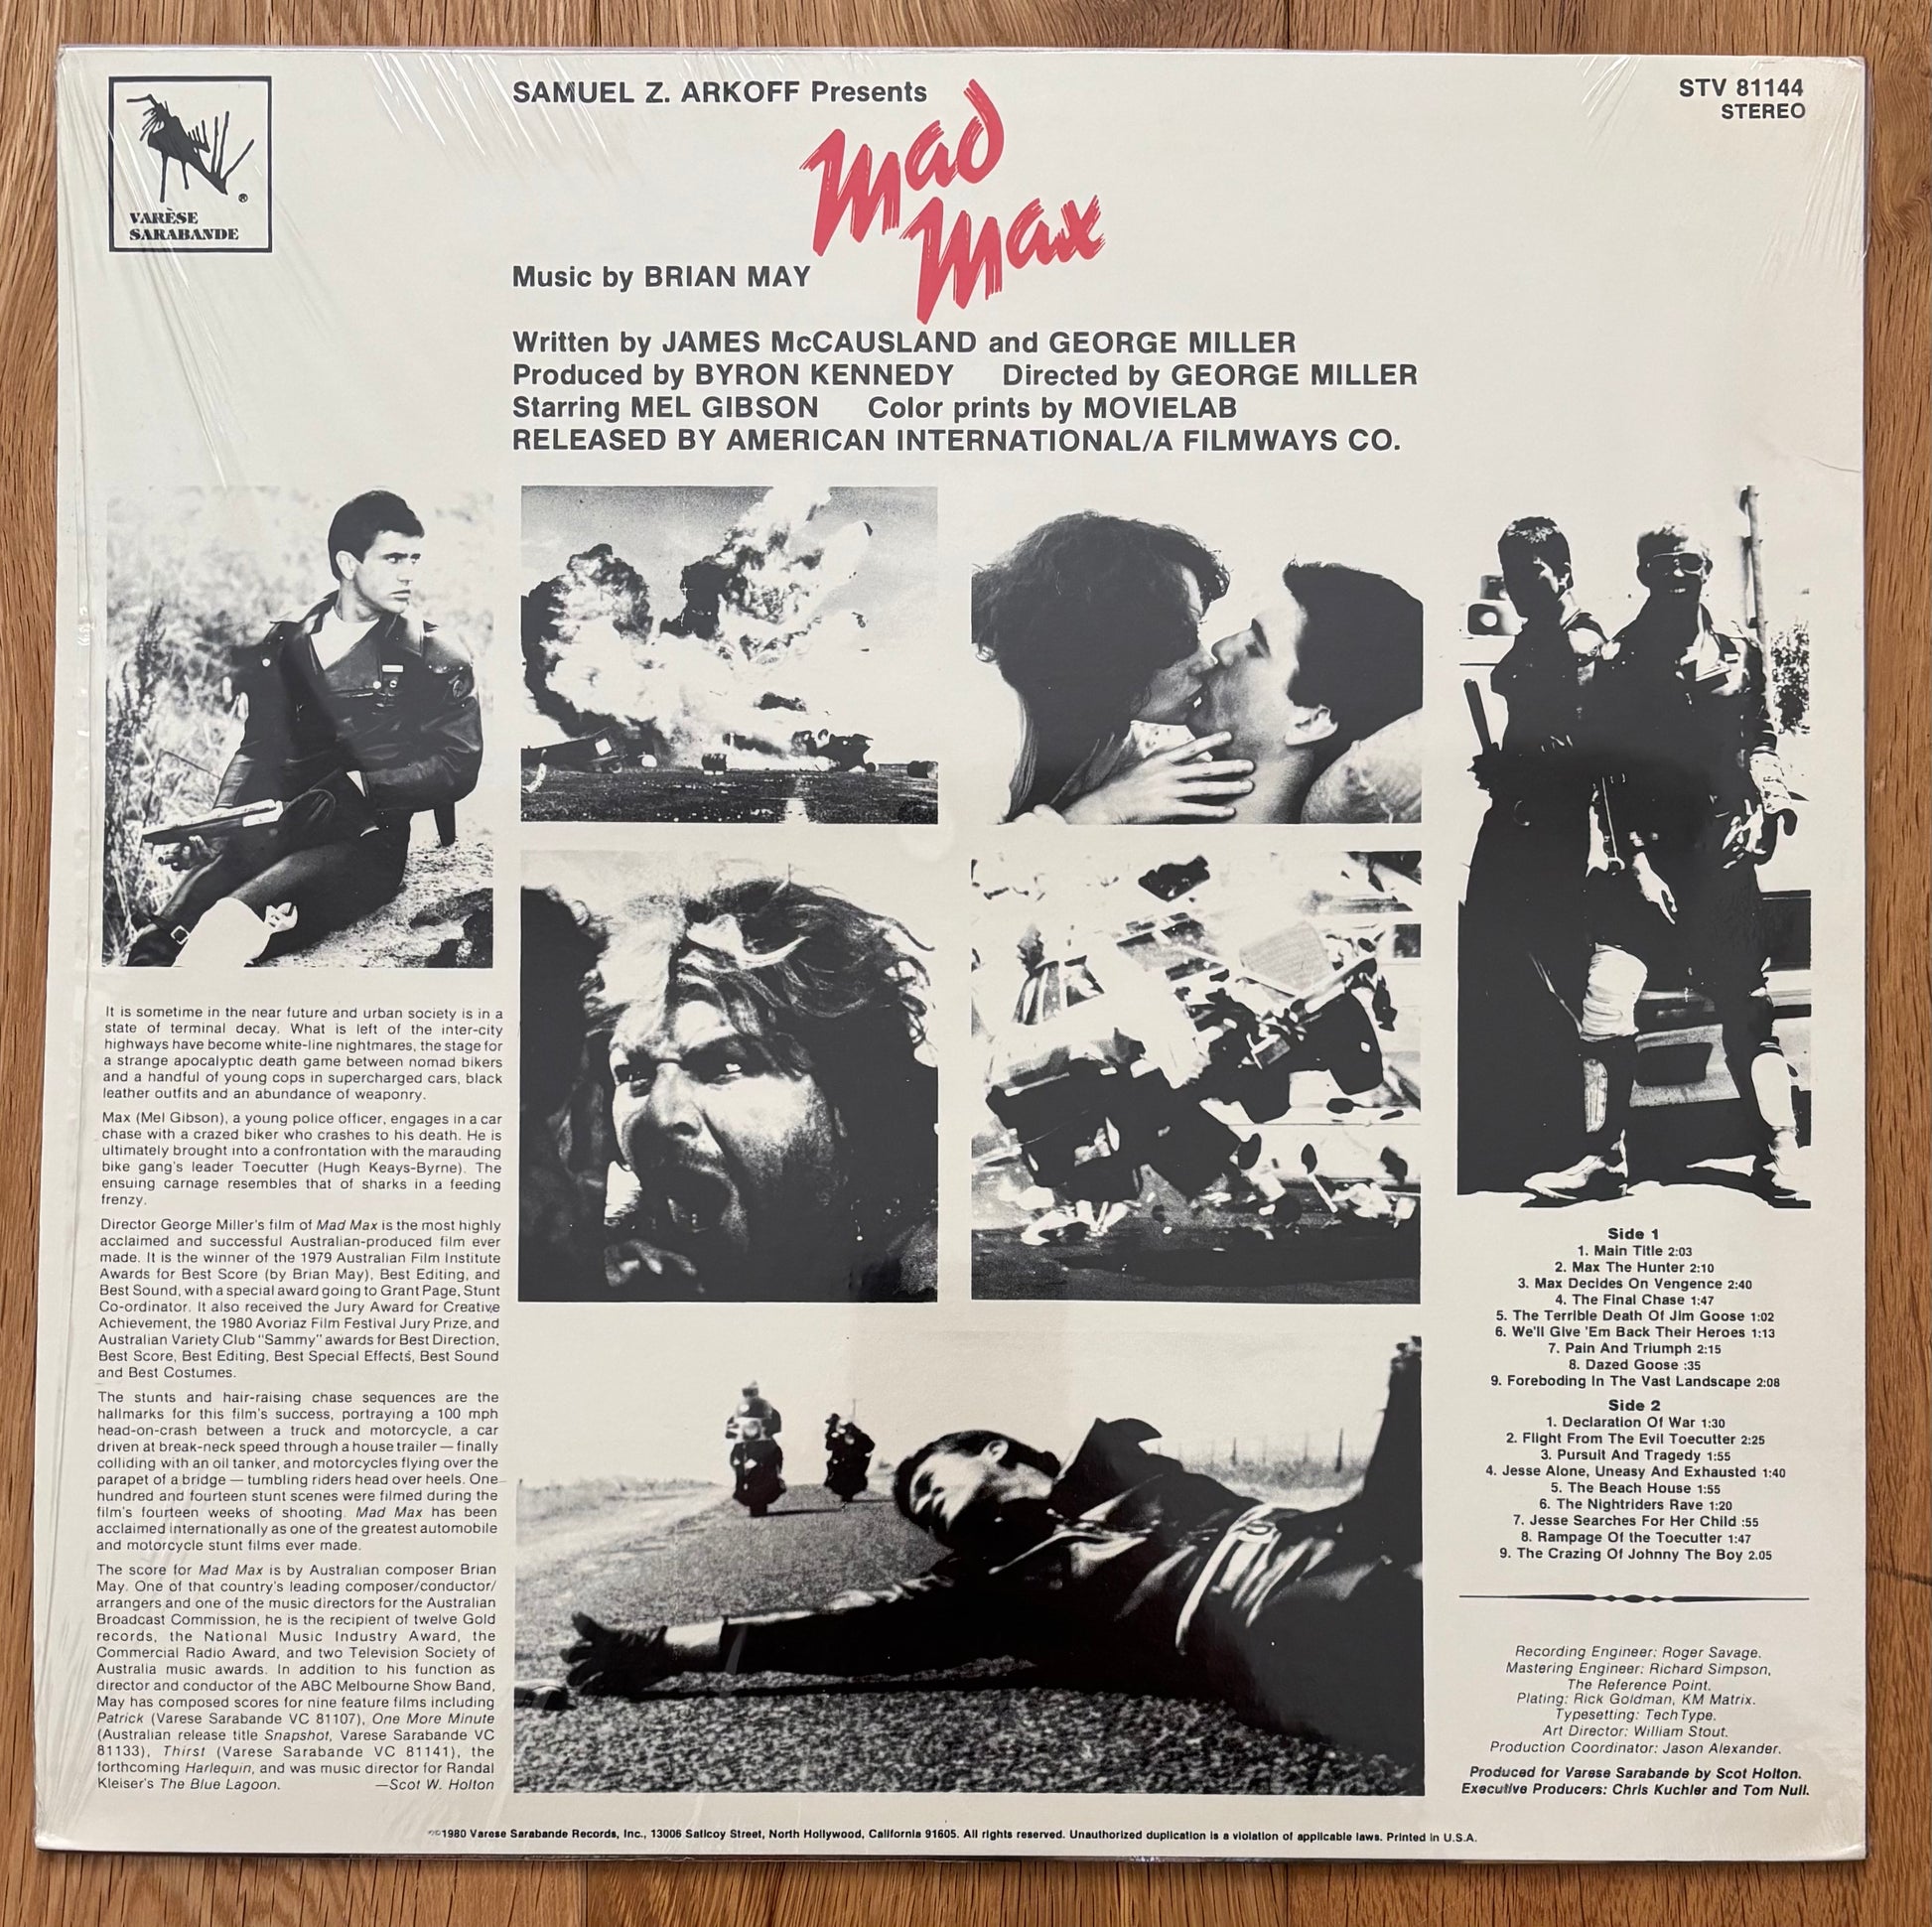 VARÈSE
SARABANDE
®
SAMUEL Z. ARKOFF Presents
Mad
Max
STV 81144
STEREO
Music by BRIAN MAY
Written by JAMES McCAUSLAND and GEORGE MILLER
Produced by BYRON KENNEDY Directed by GEORGE MILLER
Starring MEL GIBSON Color prints by MOVIELAB
RELEASED BY AMERICAN INTERNATIONAL/A FILMWAYS CO.
It is sometime in the near future and urban society is in a
state of terminal decay. What is left of the inter-city
highways have become white-line nightmares, the stage for
a strange apocalyptic death game between nomad bikers
and a handful of young cops in supercharged cars, black
leather outfits and an abundance of weaponry.
Max (Mel Gibson), a young police officer, engages in a car
chase with a crazed biker who crashes to his death. He is
ultimately brought into a confrontation with the marauding
bike gang's leader Toecutter (Hugh Keays-Byrne). The
ensuing carnage resembles that of sharks in a feeding
frenzy.
Director George Miller's film of Mad Max is the most highly
acclaimed and successful Australian-produced film ever
made. It is the winner of the 1979 Australian Film Institute
Awards for Best Score (by Brian May), Best Editing, and
Best Sound, with a special award going to Grant Page, Stunt
Co-ordinator. It also received the Jury Award for Creative
Achievement, the 1980 Avoriaz Film Festival Jury Prize, and
Australian Variety Club "Sammy" awards for Best Direction,
Best Score, Best Editing, Best Special Effects, Best Sound
and Best Costumes.
The stunts and hair-raising chase sequences are the
hallmarks for this film's success, portraying a 100 mph
head-on-crash between a truck and motorcycle, a car
driven at break-neck speed through a house trailer — finally
colliding with an oil tanker, and motorcycles flying over the
parapet of a bridge — tumbling riders head over heels. One
hundred and fourteen stunt scenes were filmed during the
film's fourteen weeks of shooting. Mad Max has been
acclaimed internationally as one of the greatest automobile
and motorcycle stunt films ever made.
The score for Mad Max is by Australian composer Brian
May. One of that country's leading composer/conductor/
arrangers and one of the music directors for the Australian
Broadcast Commission, he is the recipient of twelve Gold
records, the National Music Industry Award, the
Commercial Radio Award, and two Television Society of
Australia music awards. In addition to his function as
director and conductor of the ABC Melbourne Show Band,
May has composed scores for nine feature films including
Patrick (Varese Sarabande VC 81107), One More Minute
(Australian release title Snapshot, Varese Sarabande VC
81133), Thirst (Varese Sarabande VC 81141), the
forthcoming Harlequin, and was music director for Randal
Kleiser's The Blue Lagoon. —Scot W. Holton
Side 1
1. Main Title 2:03
2. Max The Hunter 2:10
3. Max Decides On Vengence 2:40
4. The Final Chase 1:47
5. The Terrible Death Of Jim Goose 1:02
6. We'll Give 'Em Back Their Heroes 1:13
7. Pain And Triumph 2:15
8. Dazed Goose :35
9. Foreboding In The Vast Landscape 2:08
Side 2
1. Declaration Of War 1:30
2. Flight From The Evil Toecutter 2:25
3. Pursuit And Tragedy 1:55
4. Jesse Alone, Uneasy And Exhausted 1:40
5. The Beach House 1:55
6. The Nightriders Rave 1:20
7. Jesse Searches For Her Child :55
8. Rampage Of the Toecutter 1:47
9. The Crazing Of Johnny The Boy 2.05
Recording Engineer: Roger Savage.
Mastering Engineer: Richard Simpson,
The Reference Point.
Plating: Rick Goldman, KM Matrix.
Typesetting: TechType.
Art Director: William Stout.
Production Coordinator: Jason Alexander.
Produced for Varese Sarabande by Scot Holton.
Executive Producers: Chris Kuchler and Tom Null.
℗©1980 Varese Sarabande Records, Inc., 13006 Saticoy Street, North Hollywood, California 91605. All rights reserved. Unauthorized duplication is a violation of applicable laws. Printed in U.S.A.